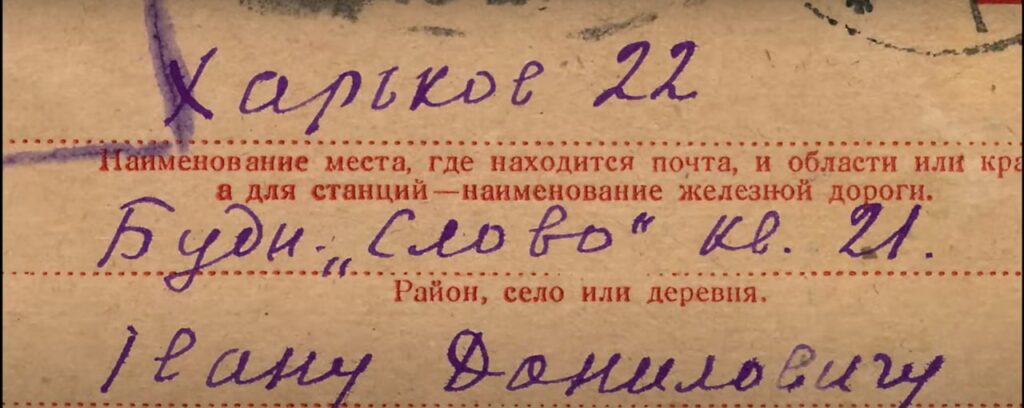 Харьков 22
Наименование места, где находится почта, и области или кра
а для станций—наименование железной дороги.
Буди. „Слово“ кв. 21.
Район, село или деревня.
Івану Даниловичу